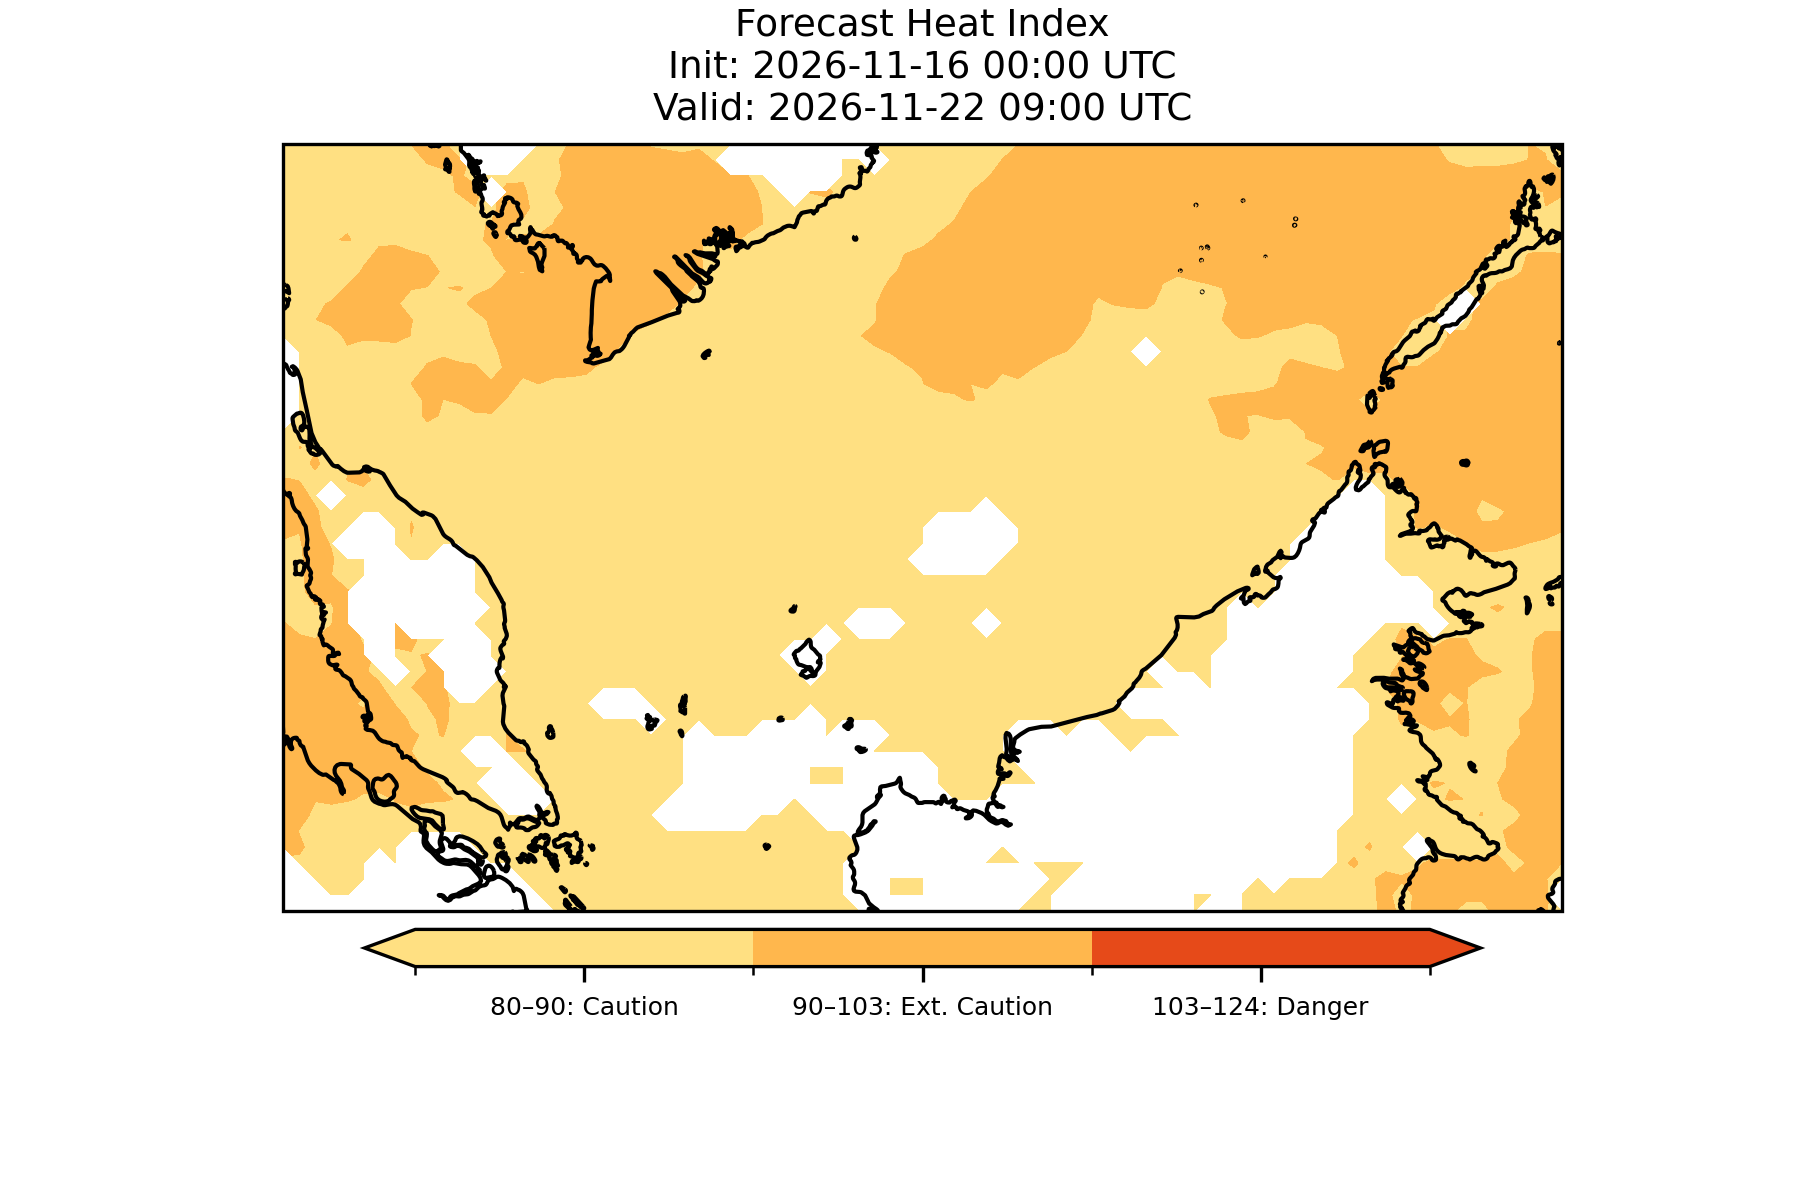 Forecast Heat Index
Init: 2026-11-16 00:00 UTC
Valid: 2026-11-22 09:00 UTC
80–90: Caution
90–103: Ext. Caution
103–124: Danger